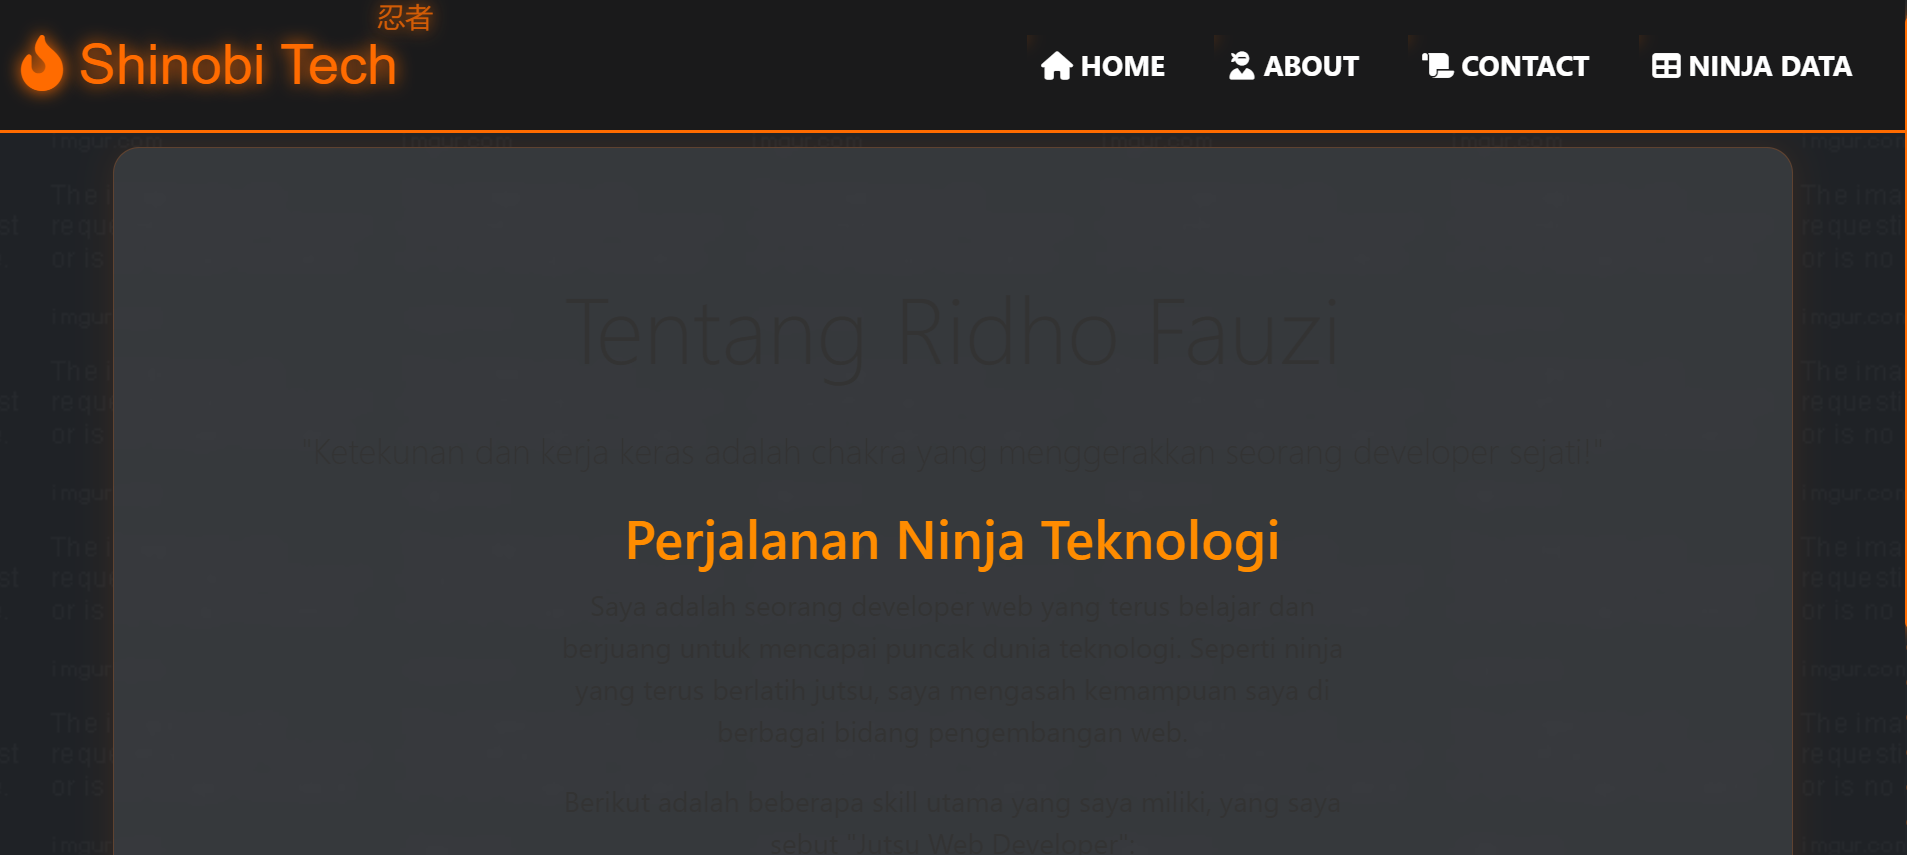 忍者
Shinobi Tech
HOME
ABOUT
CONTACT
NINJA DATA
Tentang Ridho Fauzi
"Ketekunan dan kerja keras adalah chakra yang menggerakkan seorang developer sejati!"
Perjalanan Ninja Teknologi
Saya adalah seorang developer web yang terus belajar dan
berjuang untuk mencapai puncak dunia teknologi. Seperti ninja
yang terus berlatih jutsu, saya mengasah kemampuan saya di
berbagai bidang pengembangan web.
Berikut adalah beberapa skill utama yang saya miliki, yang saya
sebut "Jutsu Web Developer":